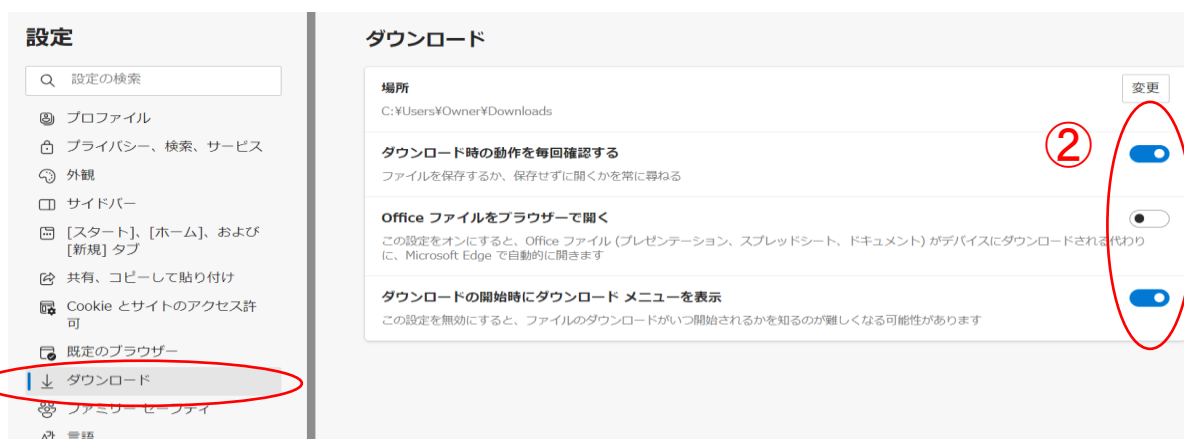 設定
設定の検索
プロファイル
プライバシー、検索、サービス
外観
サイドバー
[スタート]、[ホーム]、および
[新規] タブ
共有、コピーして貼り付け
Cookie とサイトのアクセス許
可
既定のブラウザー
ダウンロード
ファミリー セーフティ
言語
ダウンロード
場所
変更
C:¥Users¥Owner¥Downloads
②
ダウンロード時の動作を毎回確認する
ファイルを保存するか、保存せずに開くかを常に尋ねる
Office ファイルをブラウザーで開く
この設定をオンにすると、Office ファイル (プレゼンテーション、スプレッドシート、ドキュメント) がデバイスにダウンロードされる代わり
に、Microsoft Edge で自動的に開きます
ダウンロードの開始時にダウンロード メニューを表示
この設定を無効にすると、ファイルのダウンロードがいつ開始されるかを知るのが難しくなる可能性があります